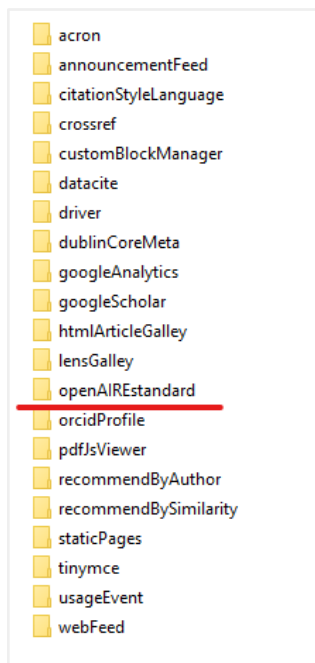 acron
announcementFeed
citationStyleLanguage
crossref
customBlockManager
datacite
driver
dublinCoreMeta
googleAnalytics
googleScholar
htmlArticleGalley
lensGalley
openAIREstandard
orcidProfile
pdfJsViewer
recommendByAuthor
recommendBySimilarity
staticPages
tinymce
usageEvent
webFeed